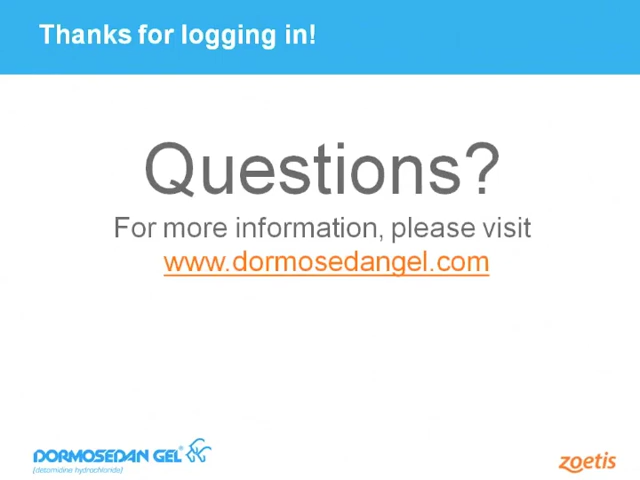 Thanks for logging in!
Questions?
For more information, please visit
www.dormosedangel.com
DORMOSEDAN GEL®
(detomidine hydrochloride)
zoetis